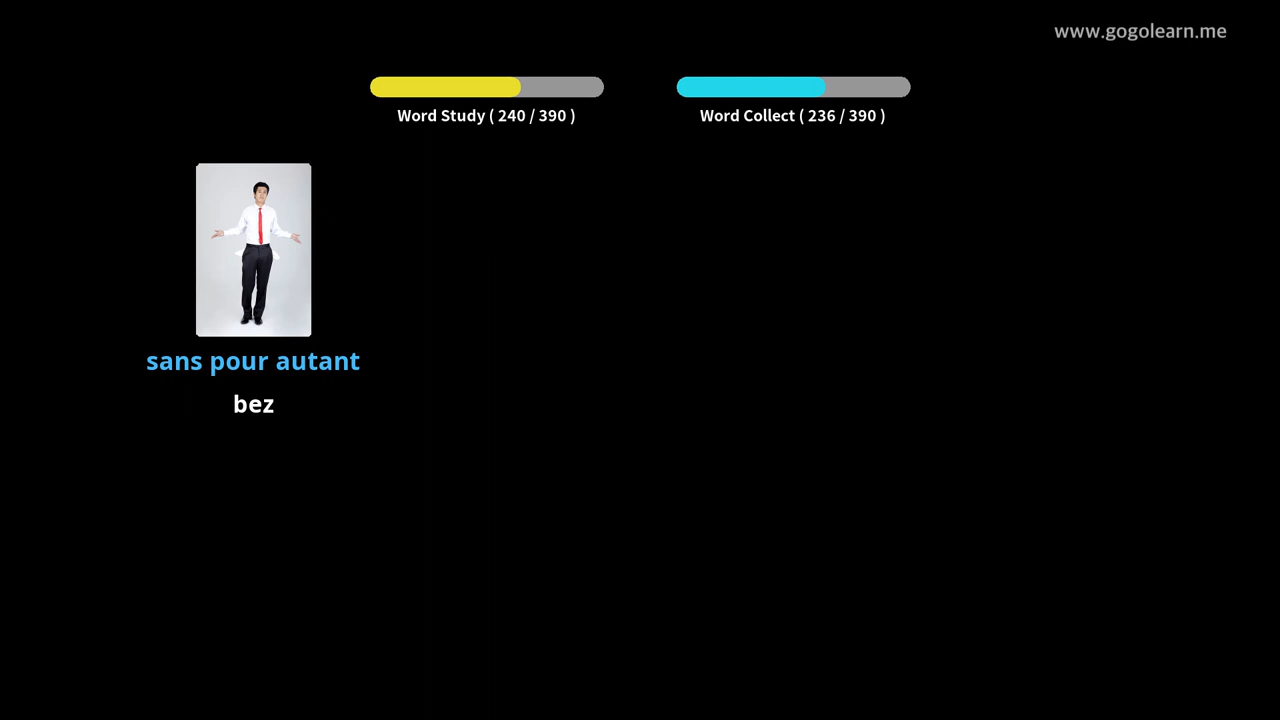 www.gogolearn.me
Word Study ( 240 / 390 )
Word Collect ( 236 / 390 )
sans pour autant
bez